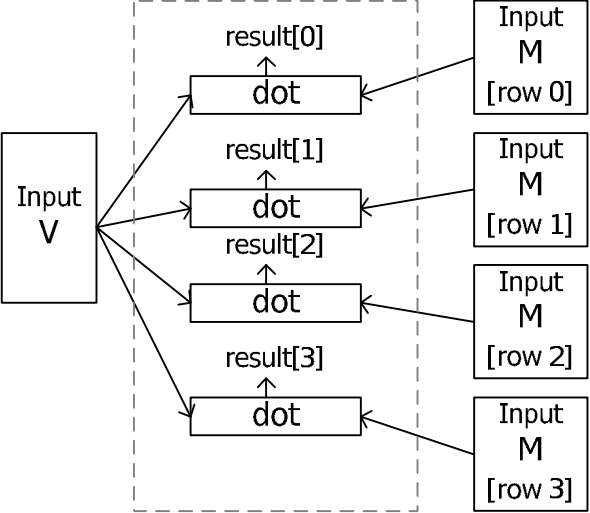 Input
V
result[0]
dot
result[1]
dot
result[2]
dot
result[3]
dot
Input
M
[row 0]
Input
M
[row 1]
Input
M
[row 2]
Input
M
[row 3]